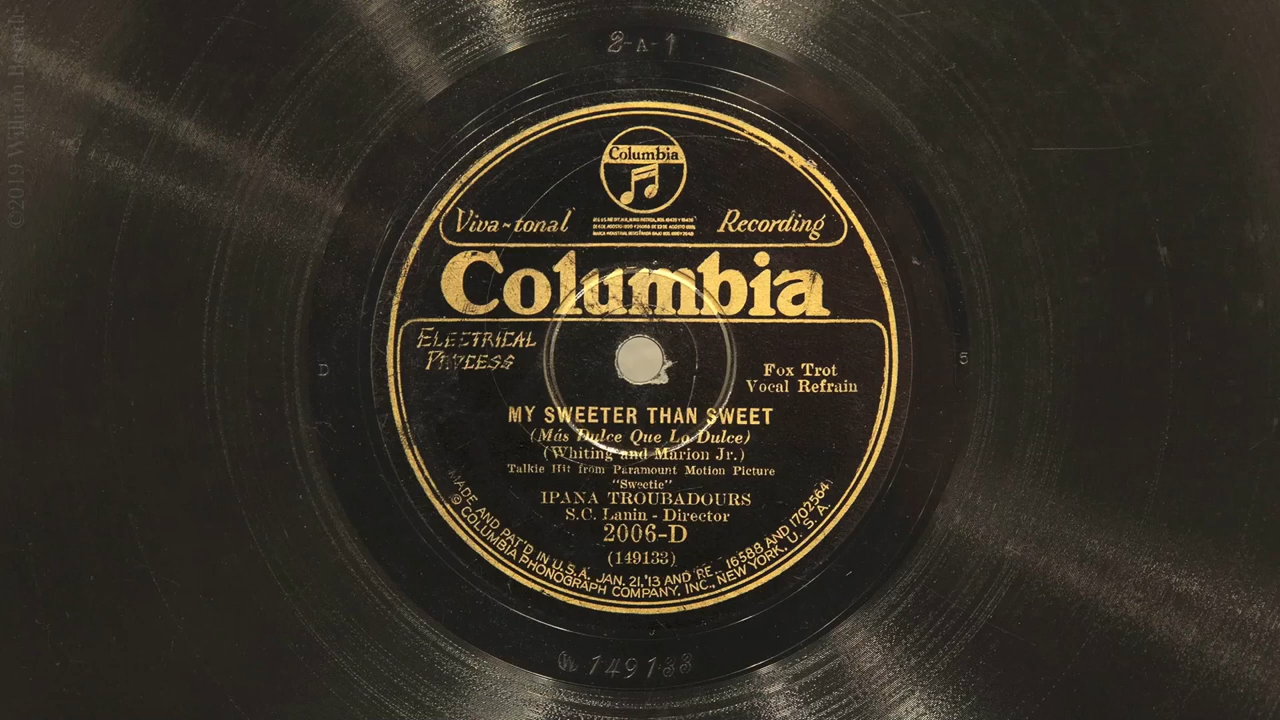 2-A-1
©2019 William
Columbia
Viva~tonal Recording
Columbia
ELECTRICAL
PROCESS
Fox Trot
Vocal Refrain
D
5
MY SWEETER THAN SWEET
(Más Dulce Que Lo Dulce)
(Whiting and Marion Jr.)
Talkie Hit from Paramount Motion Picture
"Sweetie"
IPANA TROUBADOURS
S.C. Lanin - Director
2006-D
(149133)
MADE AND PAT'D IN U.S.A. JAN. 21,'13 AND RE.- 16588 AND 1702564
© COLUMBIA PHONOGRAPH COMPANY, INC., NEW YORK, U.S.A.
W 149133